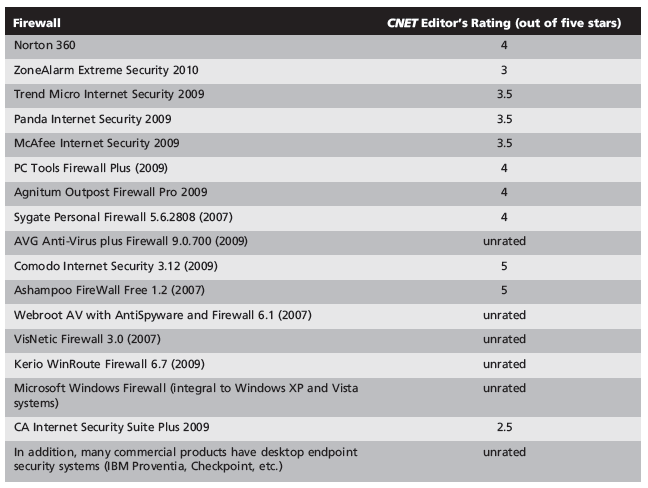 Firewall CNET Editor's Rating (out of five stars)
Norton 360 4
ZoneAlarm Extreme Security 2010 3
Trend Micro Internet Security 2009 3.5
Panda Internet Security 2009 3.5
McAfee Internet Security 2009 3.5
PC Tools Firewall Plus (2009) 4
Agnitum Outpost Firewall Pro 2009 4
Sygate Personal Firewall 5.6.2808 (2007) 4
AVG Anti-Virus plus Firewall 9.0.700 (2009) unrated
Comodo Internet Security 3.12 (2009) 5
Ashampoo FireWall Free 1.2 (2007) 5
Webroot AV with AntiSpyware and Firewall 6.1 (2007) unrated
VisNetic Firewall 3.0 (2007) unrated
Kerio WinRoute Firewall 6.7 (2009) unrated
Microsoft Windows Firewall (integral to Windows XP and Vista unrated
systems)
CA Internet Security Suite Plus 2009 2.5
In addition, many commercial products have desktop endpoint unrated
security systems (IBM Proventia, Checkpoint, etc.)